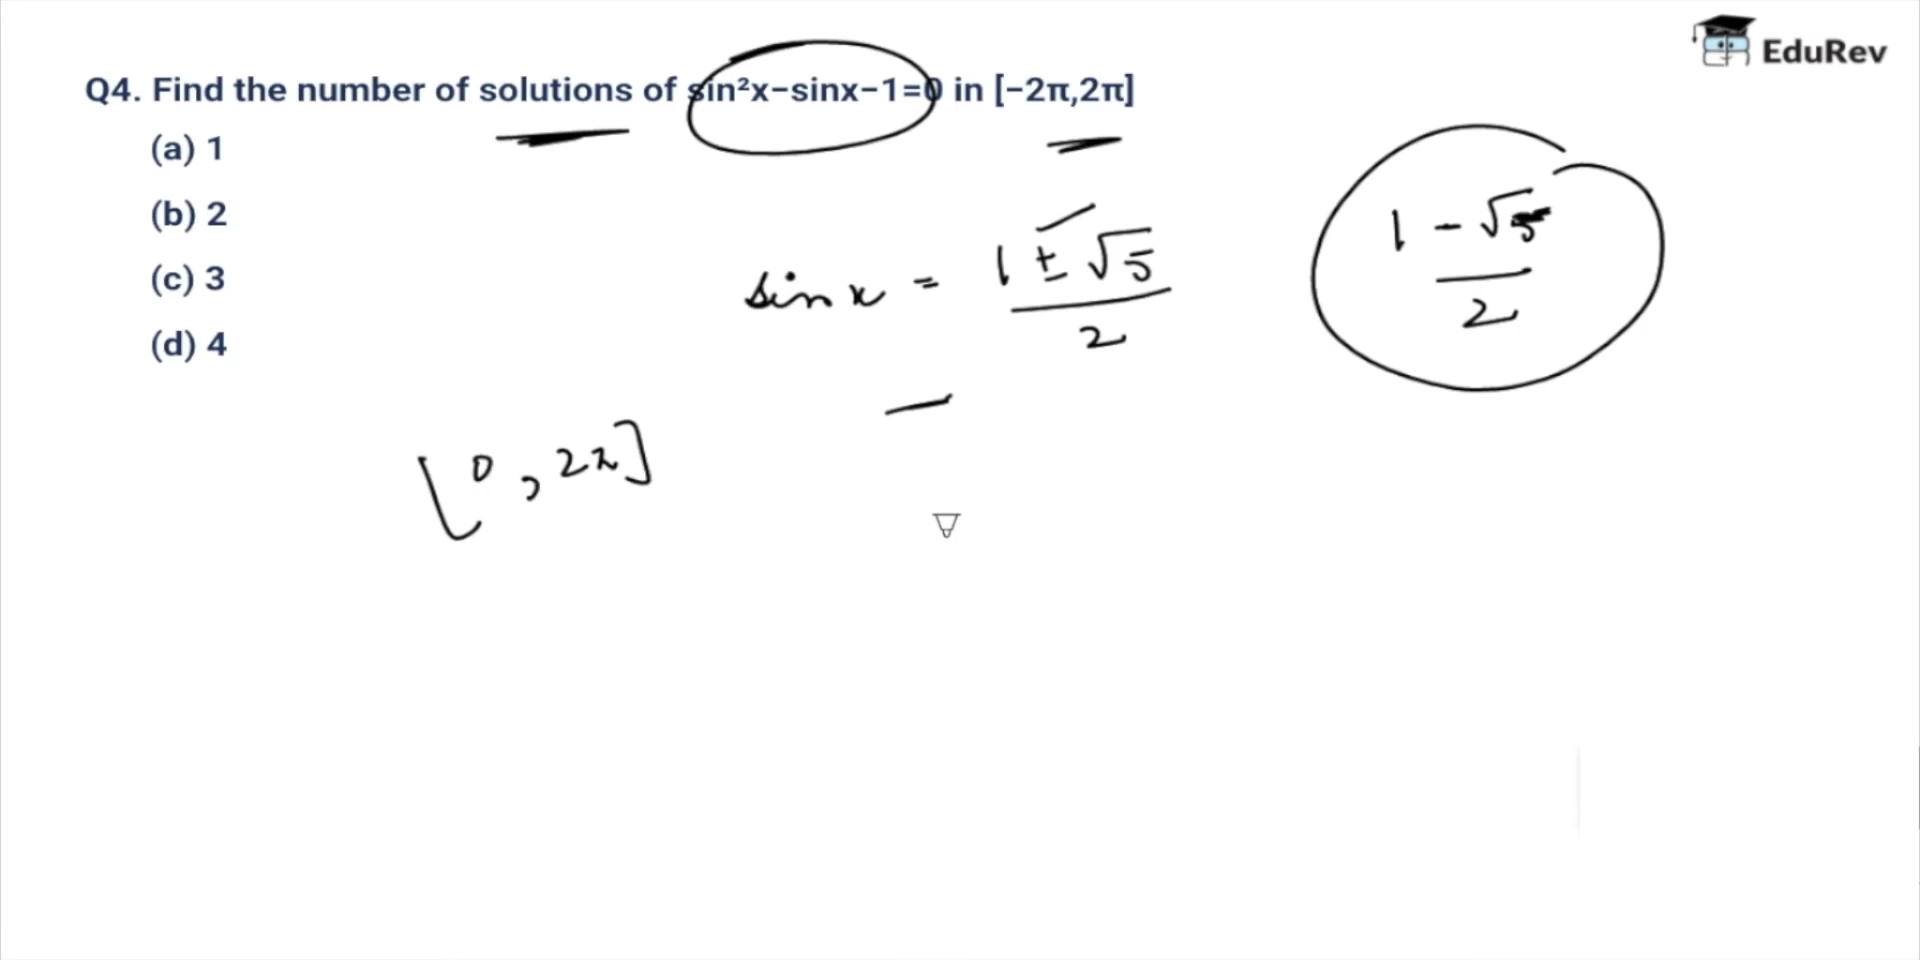 EduRev
Q4. Find the number of solutions of sin²x−sinx−1=0 in [−2π,2π]
(a) 1
(b) 2
(c) 3
(d) 4
sin x = (1 ± √5)/2
(1 - √5)/2
[0, 2π]